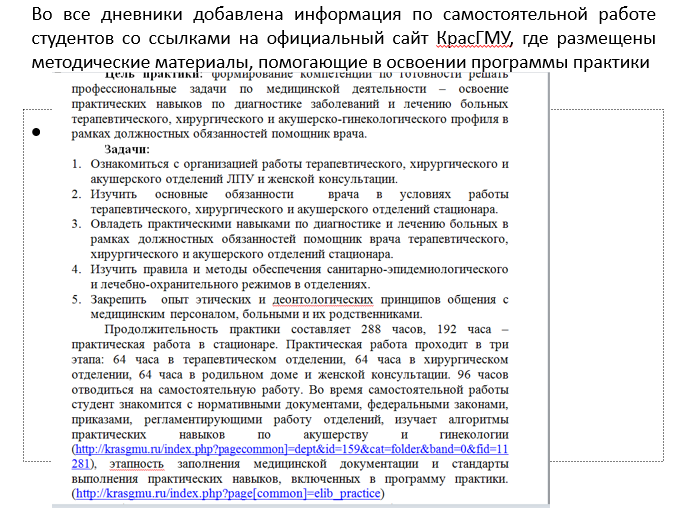 Во все дневники добавлена информация по самостоятельной работе
студентов со ссылками на официальный сайт КрасГМУ, где размещены
методические материалы, помогающие в освоении программы практики
Цель практики: формирование компетенции по готовности решать
профессиональные задачи по медицинской деятельности – освоение
практических навыков по диагностике заболеваний и лечению больных
терапевтического, хирургического и акушерско-гинекологического профиля в
рамках должностных обязанностей помощник врача.
Задачи:
1. Ознакомиться с организацией работы терапевтического, хирургического и
акушерского отделений ЛПУ и женской консультации.
2. Изучить основные обязанности врача в условиях работы
терапевтического, хирургического и акушерского отделений стационара.
3. Овладеть практическими навыками по диагностике и лечению больных в
рамках должностных обязанностей помощник врача терапевтического,
хирургического и акушерского отделений стационара.
4. Изучить правила и методы обеспечения санитарно-эпидемиологического
и лечебно-охранительного режимов в отделениях.
5. Закрепить опыт этических и деонтологических принципов общения с
медицинским персоналом, больными и их родственниками.
Продолжительность практики составляет 288 часов, 192 часа –
практическая работа в стационаре. Практическая работа проходит в три
этапа: 64 часа в терапевтическом отделении, 64 часа в хирургическом
отделении, 64 часа в родильном доме и женской консультации. 96 часов
отводиться на самостоятельную работу. Во время самостоятельной работы
студент знакомится с нормативными документами, федеральными законами,
приказами, регламентирующими работу отделений, изучает алгоритмы
практических навыков по акушерству и гинекологии
(http://krasgmu.ru/index.php?pagecommon]=dept&id=159&cat=folder&band=0&fid=11
281), этапность заполнения медицинской документации и стандарты
выполнения практических навыков, включенных в программу практики.
(http://krasgmu.ru/index.php?page[common]=elib_practice)